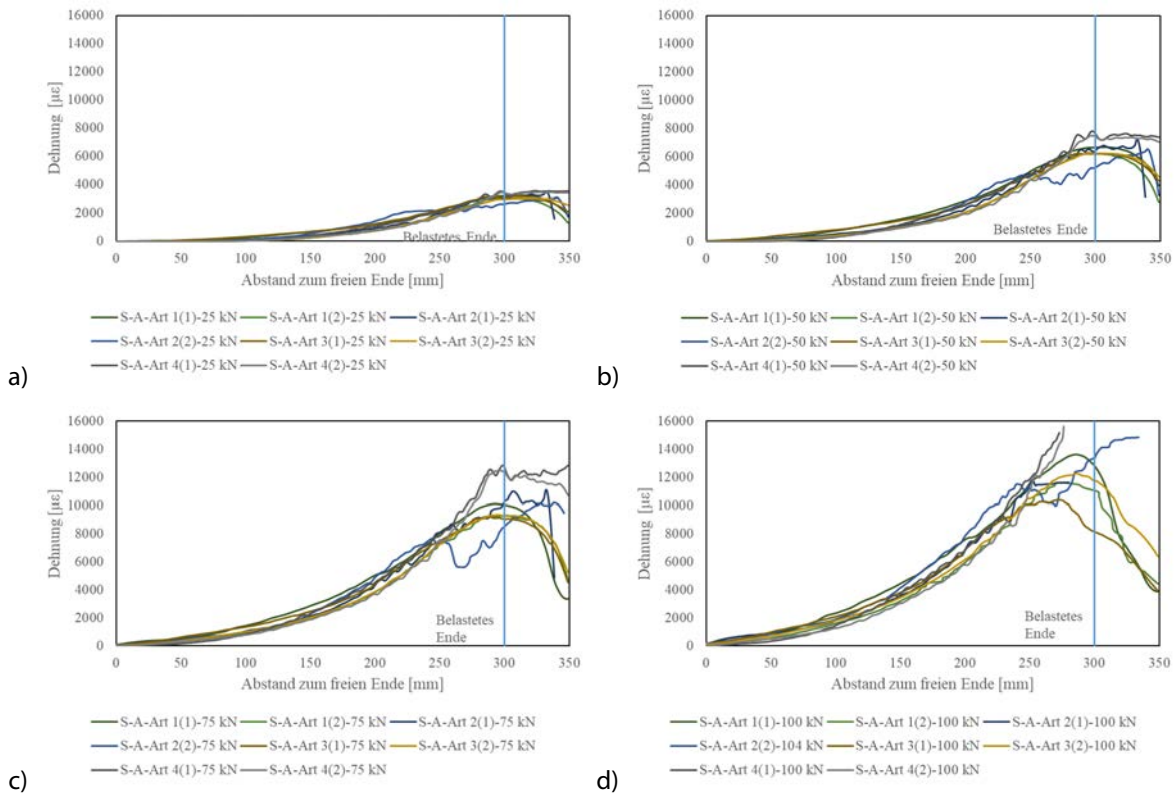 16000
14000
12000
10000
8000
6000
4000
2000
0
Dehnung [µε]
Belastetes Ende
0 50 100 150 200 250 300 350
Abstand zum freien Ende [mm]
S-A-Art 1(1)-25 kN S-A-Art 1(2)-25 kN S-A-Art 2(1)-25 kN
S-A-Art 2(2)-25 kN S-A-Art 3(1)-25 kN S-A-Art 3(2)-25 kN
S-A-Art 4(1)-25 kN S-A-Art 4(2)-25 kN
a)
16000
14000
12000
10000
8000
6000
4000
2000
0
Dehnung [µε]
Belastetes Ende
0 50 100 150 200 250 300 350
Abstand zum freien Ende [mm]
S-A-Art 1(1)-50 kN S-A-Art 1(2)-50 kN S-A-Art 2(1)-50 kN
S-A-Art 2(2)-50 kN S-A-Art 3(1)-50 kN S-A-Art 3(2)-50 kN
S-A-Art 4(1)-50 kN S-A-Art 4(2)-50 kN
b)
16000
14000
12000
10000
8000
6000
4000
2000
0
Dehnung [µε]
Belastetes
Ende
0 50 100 150 200 250 300 350
Abstand zum freien Ende [mm]
S-A-Art 1(1)-75 kN S-A-Art 1(2)-75 kN S-A-Art 2(1)-75 kN
S-A-Art 2(2)-75 kN S-A-Art 3(1)-75 kN S-A-Art 3(2)-75 kN
S-A-Art 4(1)-75 kN S-A-Art 4(2)-75 kN
c)
16000
14000
12000
10000
8000
6000
4000
2000
0
Dehnung [µε]
Belastetes
Ende
0 50 100 150 200 250 300 350
Abstand zum freien Ende [mm]
S-A-Art 1(1)-100 kN S-A-Art 1(2)-100 kN S-A-Art 2(1)-100 kN
S-A-Art 2(2)-104 kN S-A-Art 3(1)-100 kN S-A-Art 3(2)-100 kN
S-A-Art 4(1)-100 kN S-A-Art 4(2)-100 kN
d)